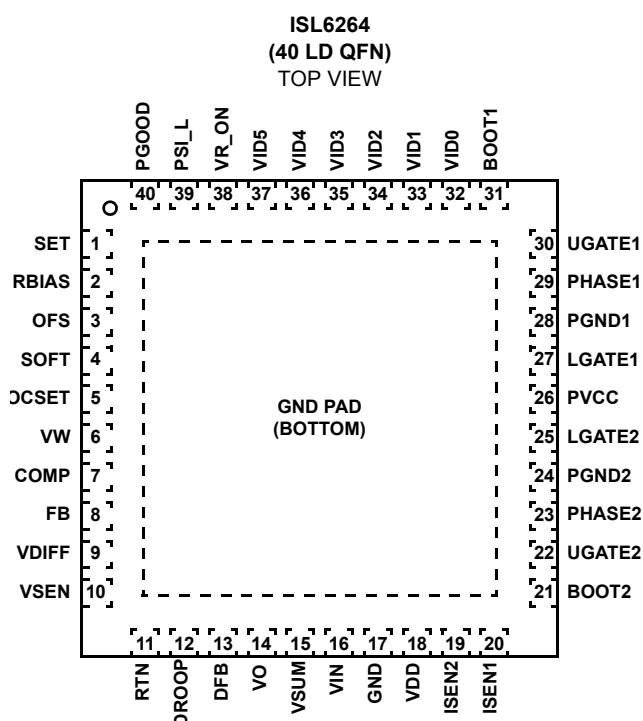 ISL6264
(40 LD QFN)
TOP VIEW
PGOOD
PSI_L
VR_ON
VID5
VID4
VID3
VID2
VID1
VID0
BOOT1
40 39 38 37 36 35 34 33 32 31
SET 1
RBIAS 2
OFS 3
SOFT 4
OCSET 5
VW 6
COMP 7
FB 8
VDIFF 9
VSEN 10
GND PAD
(BOTTOM)
30 UGATE1
29 PHASE1
28 PGND1
27 LGATE1
26 PVCC
25 LGATE2
24 PGND2
23 PHASE2
22 UGATE2
21 BOOT2
11 12 13 14 15 16 17 18 19 20
RTN
DROOP
DFB
VO
VSUM
VIN
GND
VDD
ISEN2
ISEN1